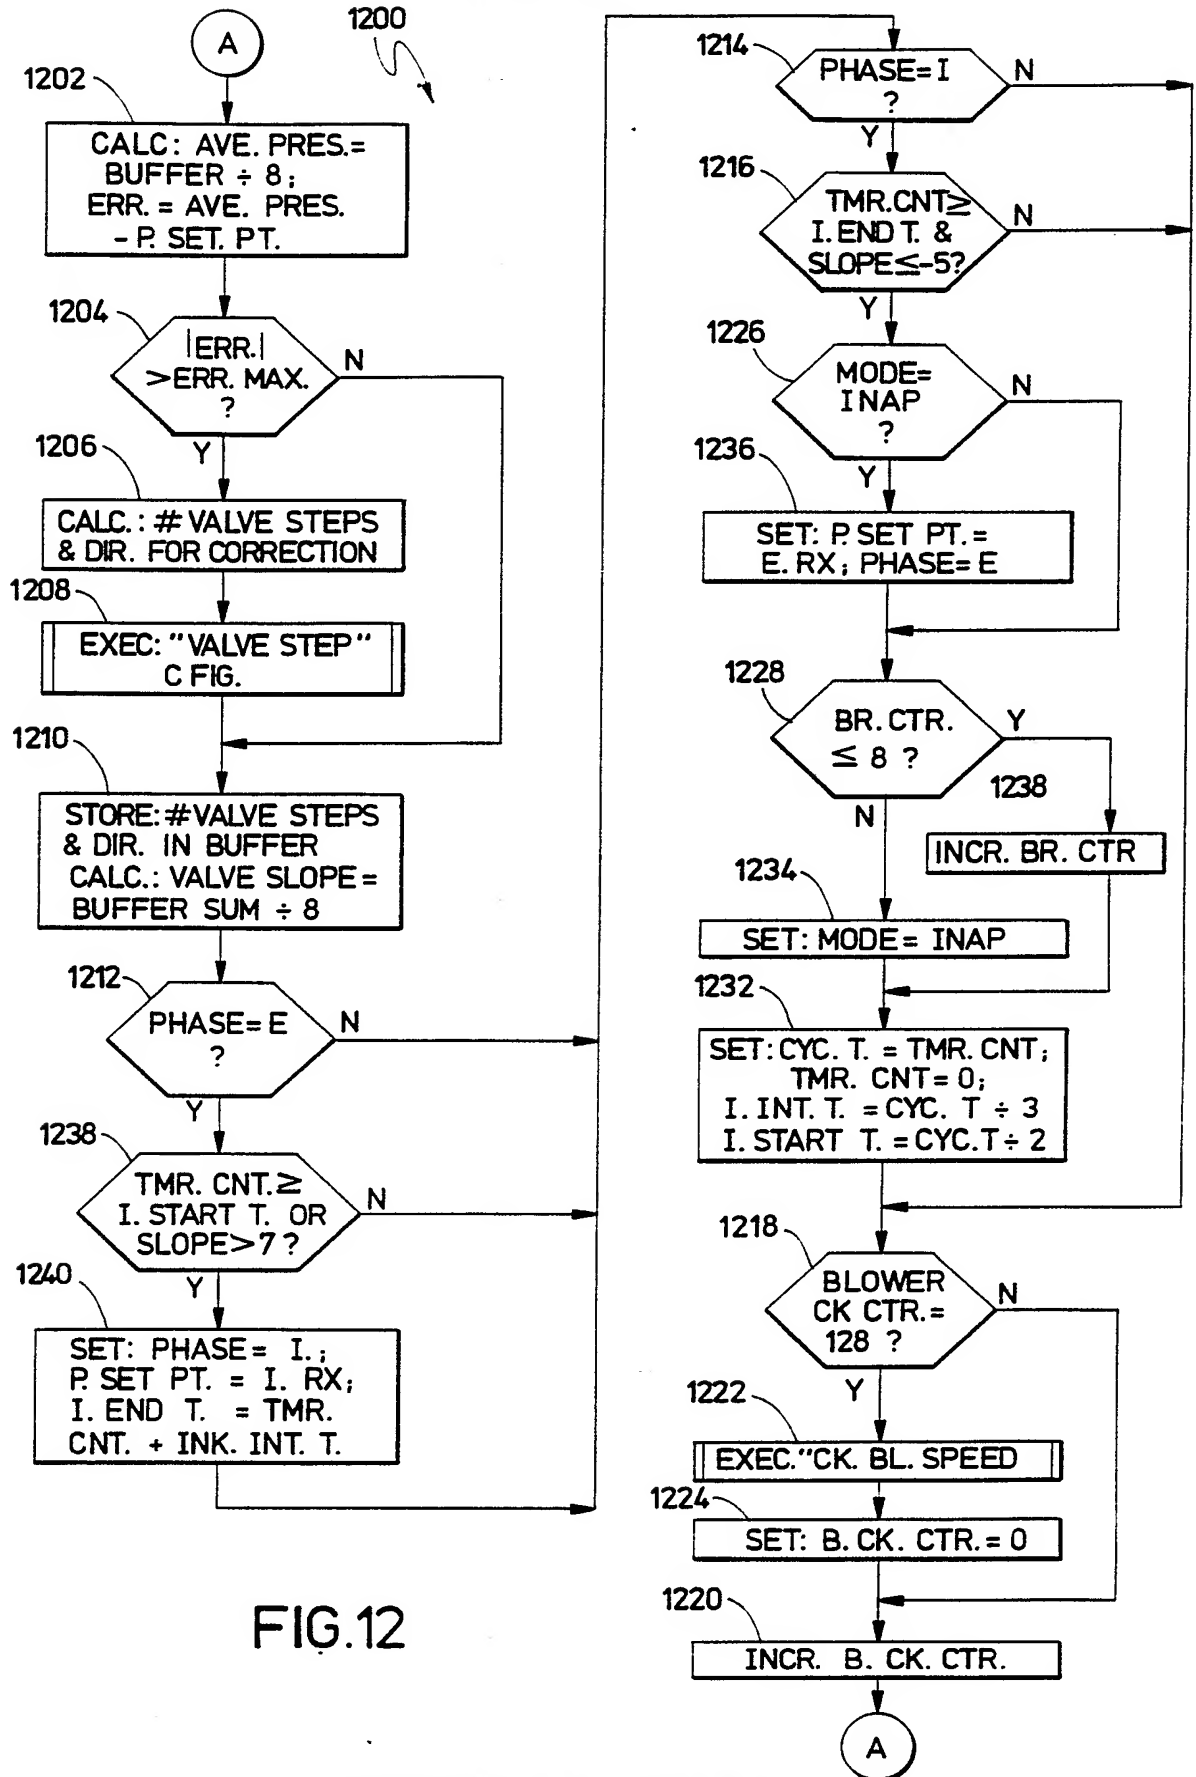 1200
A
1202
CALC: AVE. PRES.=
BUFFER ÷ 8;
ERR. = AVE. PRES.
- P. SET. PT.
1204
|ERR.|
>ERR. MAX.
?
N
Y
1206
CALC.: # VALVE STEPS
& DIR. FOR CORRECTION
1208
EXEC: "VALVE STEP"
C FIG.
1210
STORE: #VALVE STEPS
& DIR. IN BUFFER
CALC.: VALVE SLOPE=
BUFFER SUM ÷ 8
1212
PHASE=E
?
N
Y
1238
TMR. CNT.≥
I. START T. OR
SLOPE>7?
N
Y
1240
SET: PHASE= I.;
P. SET PT. = I. RX;
I. END T. = TMR.
CNT. + INK. INT. T.
1214
PHASE=I
?
N
Y
1216
TMR.CNT≥
I. END T. &
SLOPE≤-5?
N
Y
1226
MODE=
INAP
?
N
Y
1236
SET: P. SET PT.=
E. RX; PHASE=E
1228
BR. CTR.
≤ 8 ?
Y
N
1238
INCR. BR. CTR
1234
SET: MODE= INAP
1232
SET: CYC. T. = TMR. CNT;
TMR. CNT=0;
I. INT. T. =CYC. T ÷ 3
I. START T. =CYC.T÷ 2
1218
BLOWER
CK CTR.=
128 ?
N
Y
1222
EXEC."CK. BL. SPEED
1224
SET: B. CK. CTR.= 0
1220
INCR. B. CK. CTR.
A
FIG.12